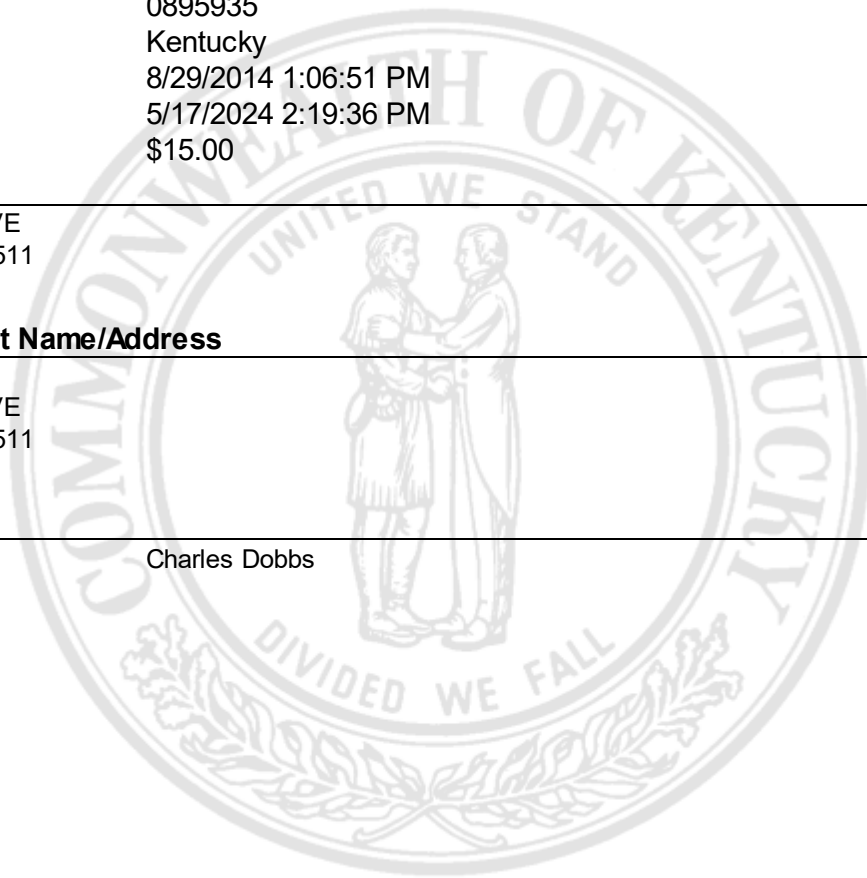 0895935
Kentucky
8/29/2014 1:06:51 PM
5/17/2024 2:19:36 PM
$15.00
VE
511
t Name/Address
VE
511
Charles Dobbs
COMMONWEALTH OF KENTUCKY
UNITED WE STAND
DIVIDED WE FALL